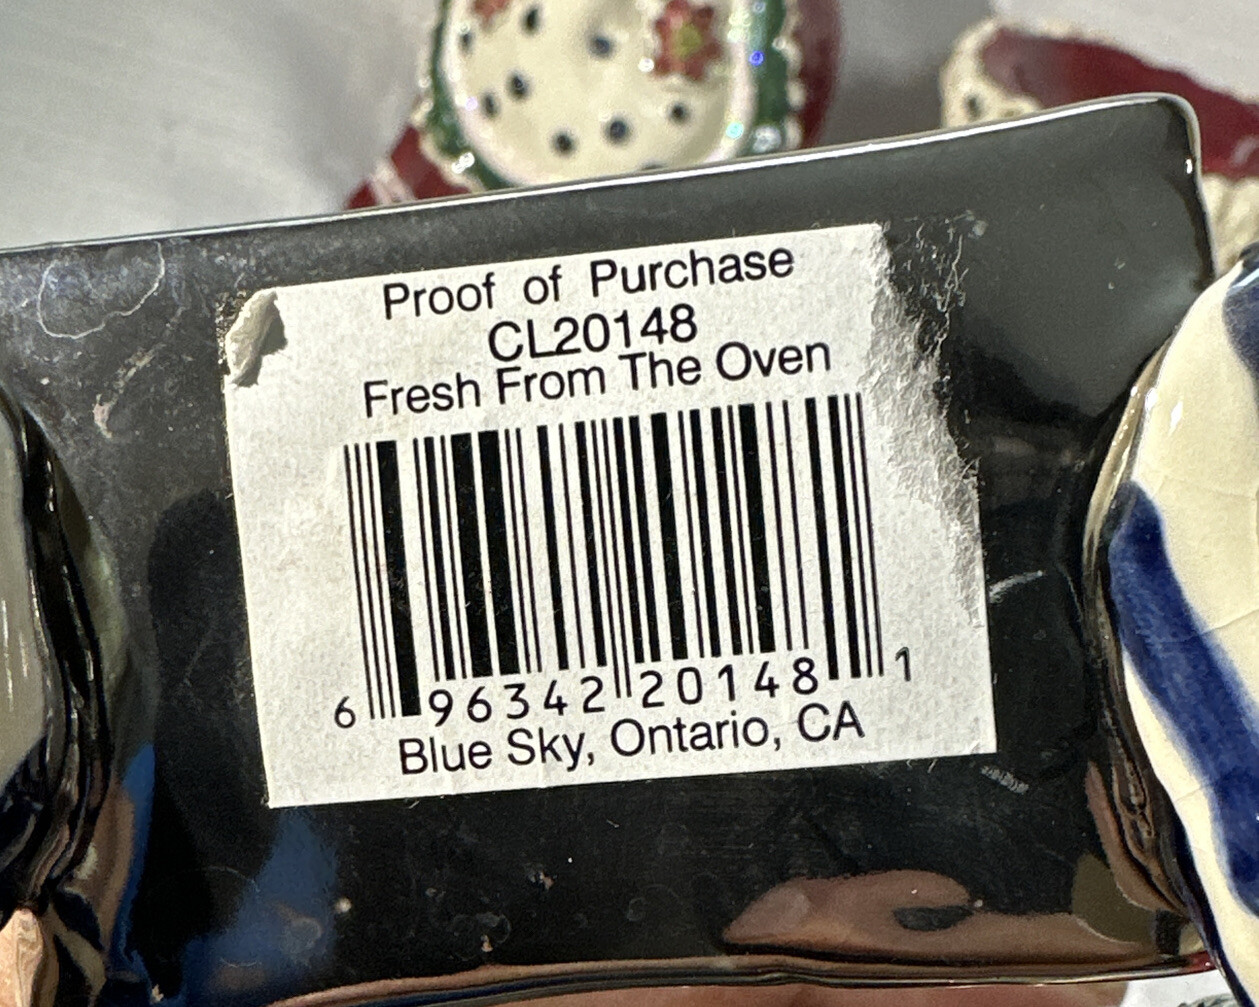 Proof of Purchase
CL20148
Fresh From The Oven
6 96342 20148 1
Blue Sky, Ontario, CA